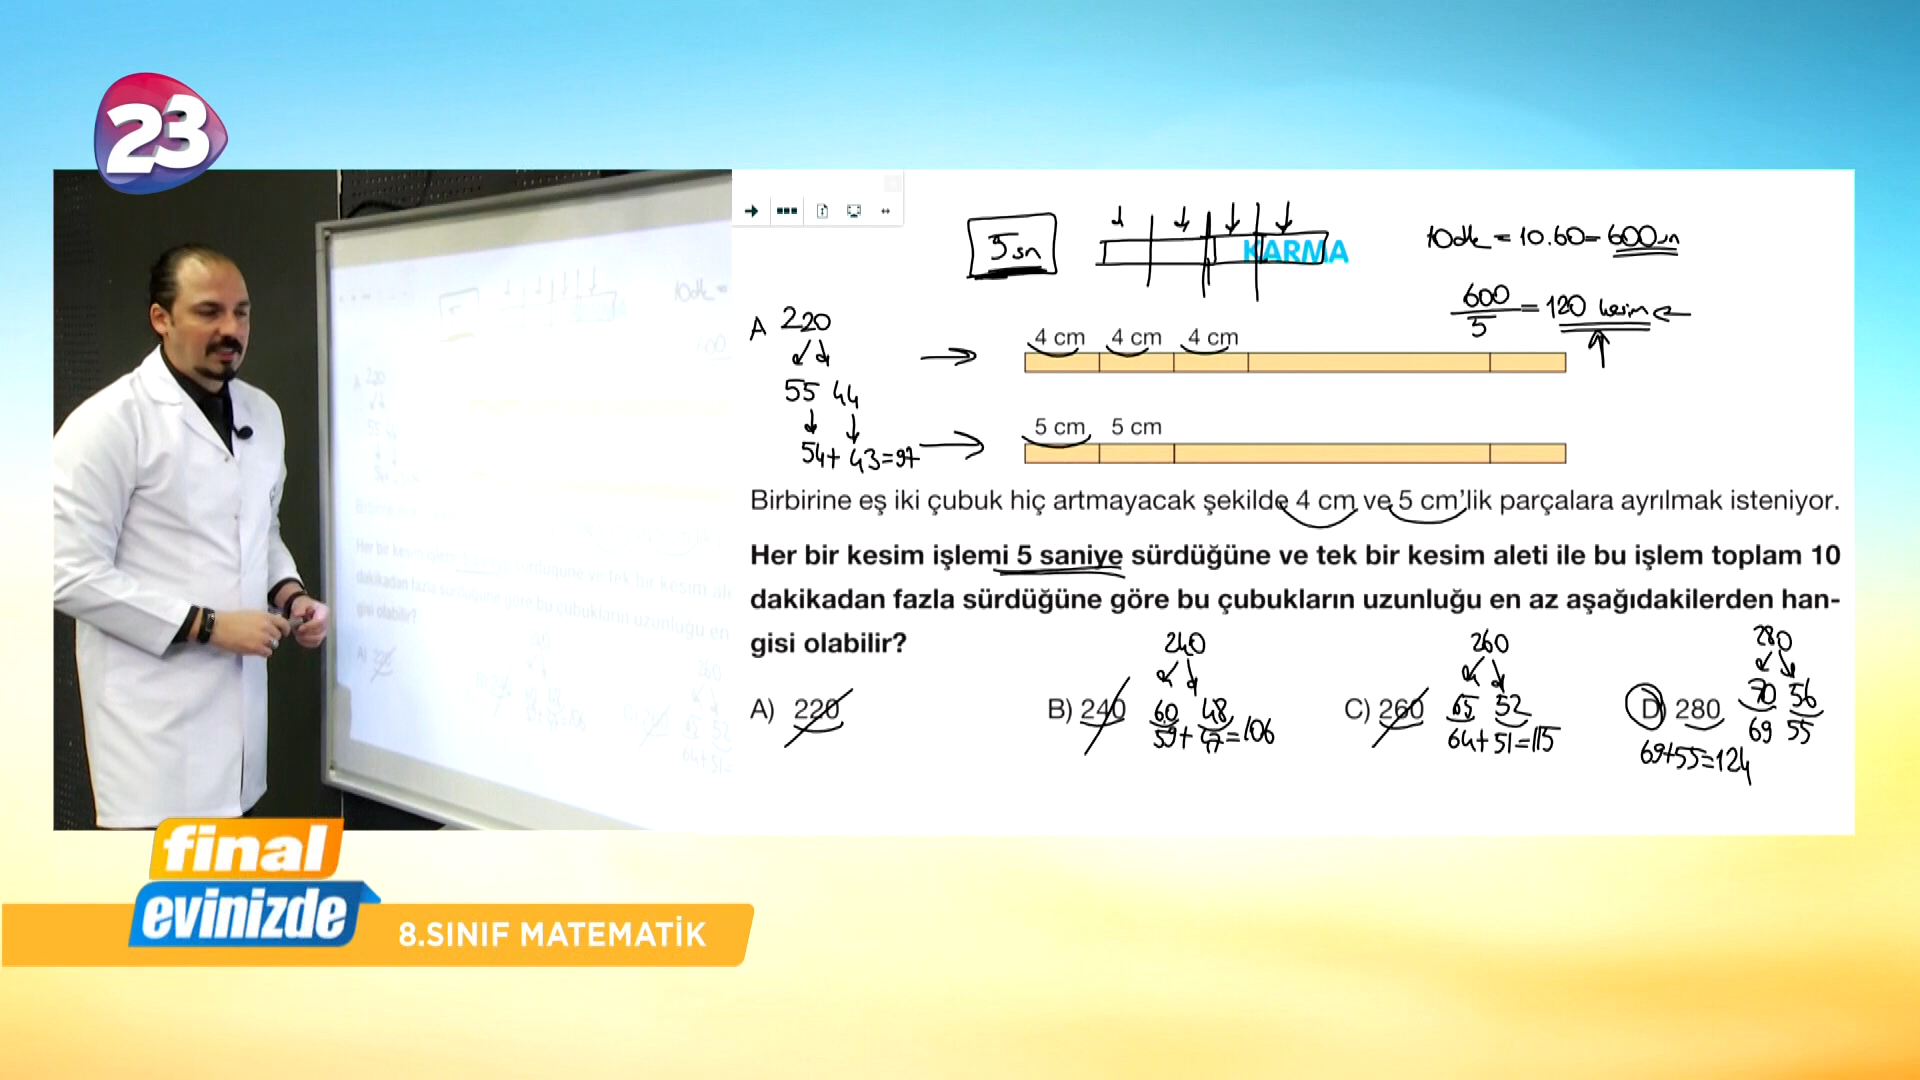 23
5 sn
KARMA
10dk = 10.60 = 600sn
600
5
= 120 kesim ←
A 220
55 44
54 + 43 = 97
4 cm 4 cm 4 cm
5 cm 5 cm
Birbirine eş iki çubuk hiç artmayacak şekilde 4 cm ve 5 cm'lik parçalara ayrılmak isteniyor.
Her bir kesim işlemi 5 saniye sürdüğüne ve tek bir kesim aleti ile bu işlem toplam 10
dakikadan fazla sürdüğüne göre bu çubukların uzunluğu en az aşağıdakilerden han-
gisi olabilir?
A) 220
B) 240
240
60 48
59 + 47 = 106
C) 260
260
65 52
64 + 51 = 115
D) 280
280
70 56
69 55
69+55=124
final
evinizde
8.SINIF MATEMATİK